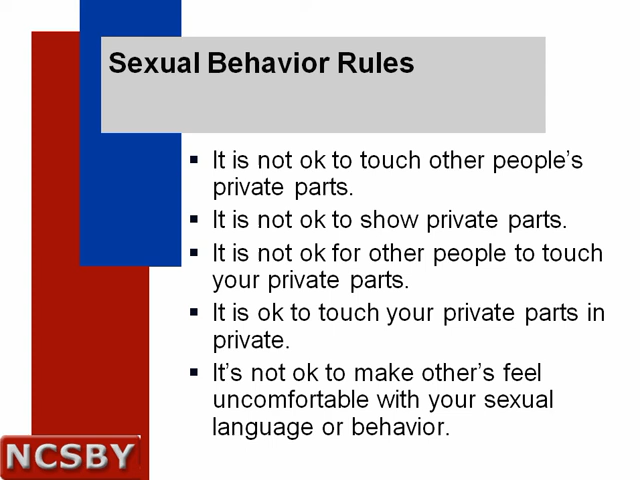 Sexual Behavior Rules
▪ It is not ok to touch other people's
private parts.
▪ It is not ok to show private parts.
▪ It is not ok for other people to touch
your private parts.
▪ It is ok to touch your private parts in
private.
▪ It's not ok to make other's feel
uncomfortable with your sexual
language or behavior.
NCSBY